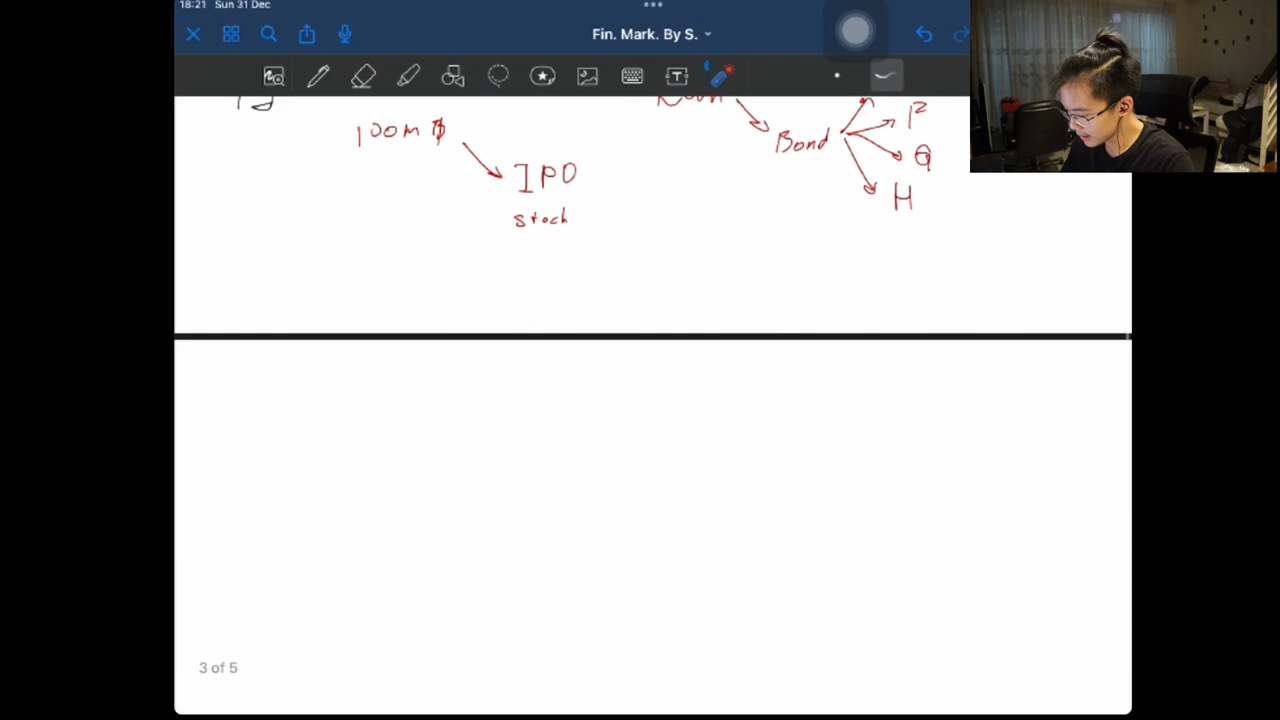 18:21 Sun 31 Dec
Fin. Mark. By S.
100m $
Bond
F
Q
H
IPO
stock
3 of 5